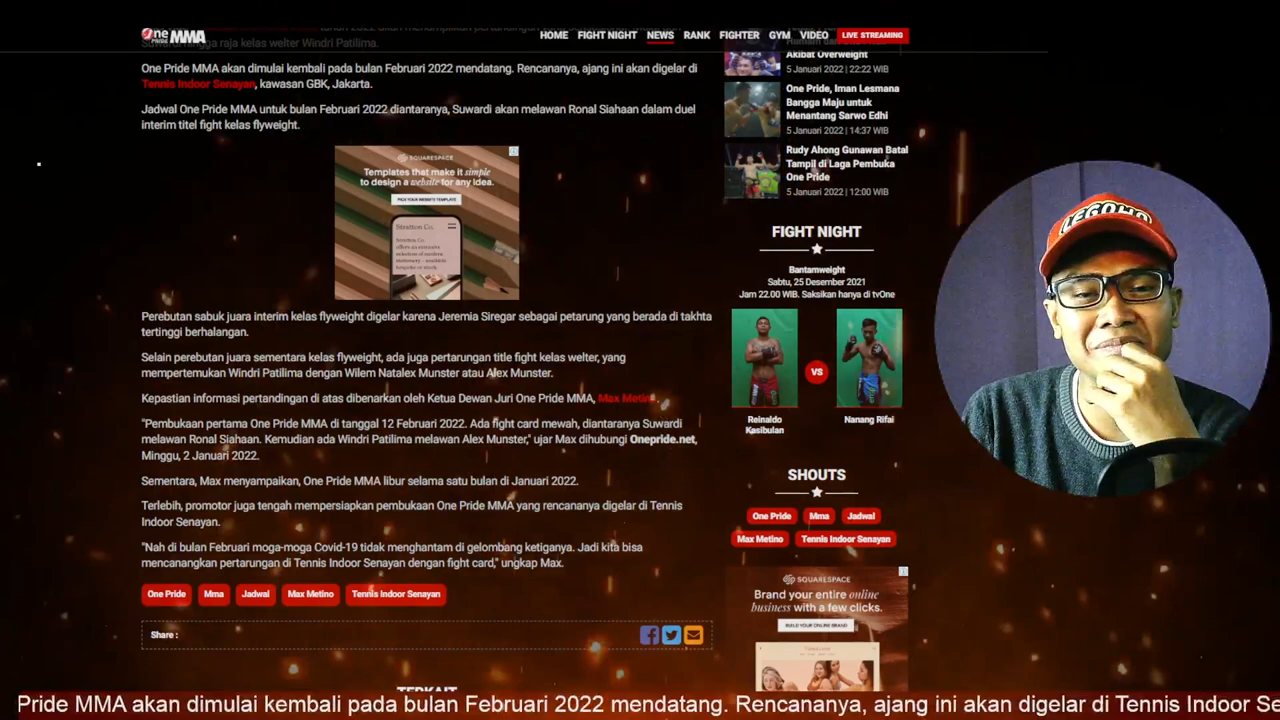 One PRIDE MMA
HOME FIGHT NIGHT NEWS RANK FIGHTER GYM VIDEO LIVE STREAMING
hingga raja kelas welter Windri Patilima.
One Pride MMA akan dimulai kembali pada bulan Februari 2022 mendatang. Rencananya, ajang ini akan digelar di
Tennis Indoor Senayan, kawasan GBK, Jakarta.
Jadwal One Pride MMA untuk bulan Februari 2022 diantaranya, Suwardi akan melawan Ronal Siahaan dalam duel
interim titel fight kelas flyweight.
SQUARESPACE
Templates that make it simple
to design a website for any idea.
PICK YOUR WEBSITE TEMPLATE
Stratton Co.
Perebutan sabuk juara interim kelas flyweight digelar karena Jeremia Siregar sebagai petarung yang berada di takhta
tertinggi berhalangan.
Selain perebutan juara sementara kelas flyweight, ada juga pertarungan title fight kelas welter, yang
mempertemukan Windri Patilima dengan Wilem Natalex Munster atau Alex Munster.
Kepastian informasi pertandingan di atas dibenarkan oleh Ketua Dewan Juri One Pride MMA, Max Metino.
"Pembukaan pertama One Pride MMA di tanggal 12 Februari 2022. Ada fight card mewah, diantaranya Suwardi
melawan Ronal Siahaan. Kemudian ada Windri Patilima melawan Alex Munster," ujar Max dihubungi Onepride.net,
Minggu, 2 Januari 2022.
Sementara, Max menyampaikan, One Pride MMA libur selama satu bulan di Januari 2022.
Terlebih, promotor juga tengah mempersiapkan pembukaan One Pride MMA yang rencananya digelar di Tennis
Indoor Senayan.
"Nah di bulan Februari moga-moga Covid-19 tidak menghantam di gelombang ketiganya. Jadi kita bisa
mencanangkan pertarungan di Tennis Indoor Senayan dengan fight card," ungkap Max.
One Pride Mma Jadwal Max Metino Tennis Indoor Senayan
Share :
TERKAIT
Akibat Overweight
5 Januari 2022 | 22:22 WIB
One Pride, Iman Lesmana
Bangga Maju untuk
Menantang Sarwo Edhi
5 Januari 2022 | 14:37 WIB
Rudy Ahong Gunawan Batal
Tampil di Laga Pembuka
One Pride
5 Januari 2022 | 12:00 WIB
FIGHT NIGHT
Bantamweight
Sabtu, 25 Desember 2021
Jam 22.00 WIB. Saksikan hanya di tvOne
VS
Reinaldo
Kasibulan
Nanang Rifai
SHOUTS
One Pride Mma Jadwal
Max Metino Tennis Indoor Senayan
SQUARESPACE
Brand your entire online
business with a few clicks.
BUILD YOUR ONLINE BRAND
Pride MMA akan dimulai kembali pada bulan Februari 2022 mendatang. Rencananya, ajang ini akan digelar di Tennis Indoor Se